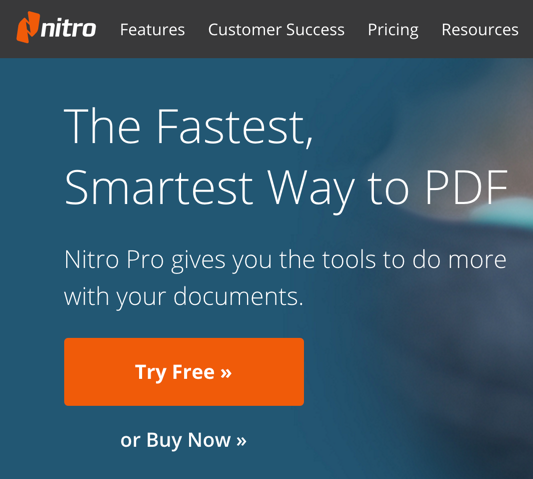 nitro Features Customer Success Pricing Resources
The Fastest,
Smartest Way to PDF
Nitro Pro gives you the tools to do more
with your documents.
Try Free »
or Buy Now »